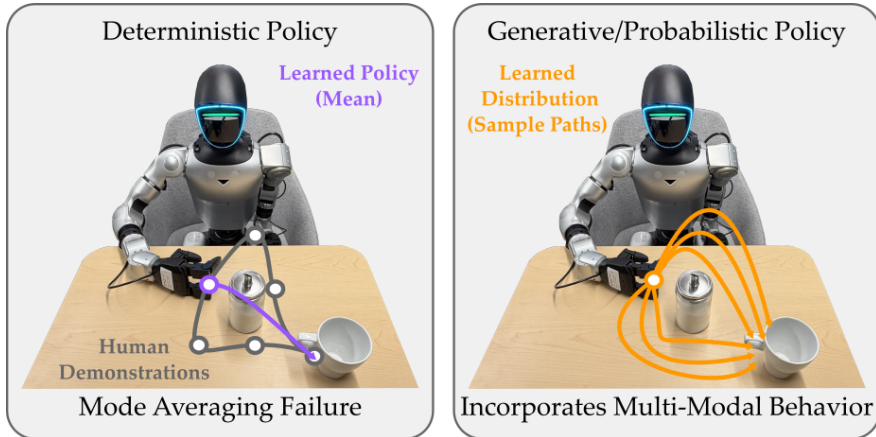 Deterministic Policy
Learned Policy
(Mean)
Human
Demonstrations
Mode Averaging Failure
Generative/Probabilistic Policy
Learned
Distribution
(Sample Paths)
Incorporates Multi-Modal Behavior